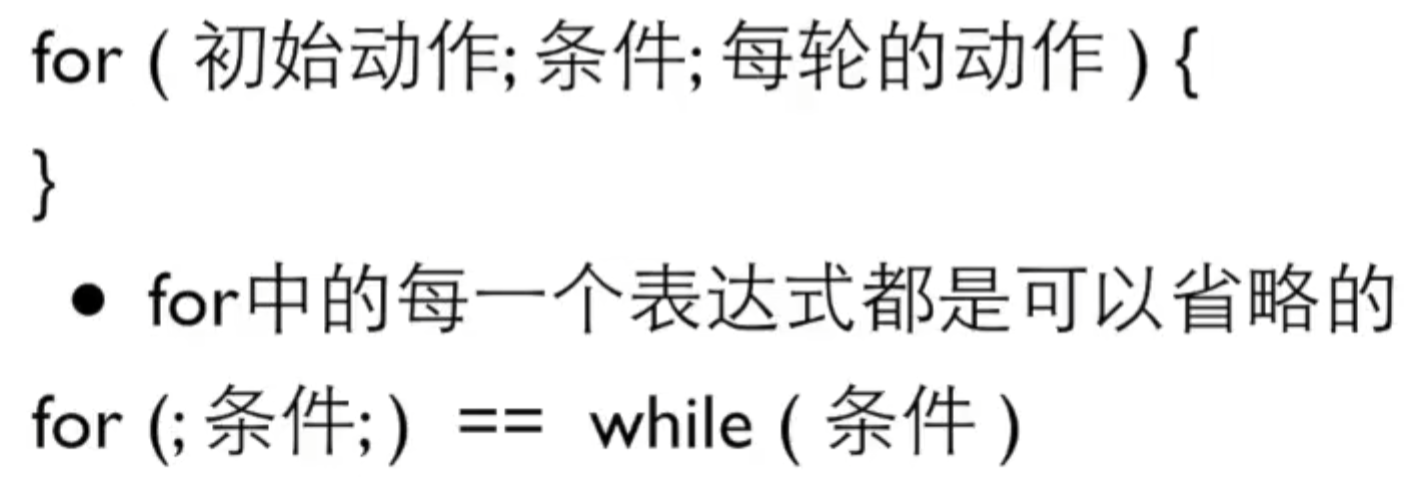 for ( 初始动作; 条件; 每轮的动作 ) {
}
• for中的每一个表达式都是可以省略的
for (; 条件; ) == while ( 条件 )